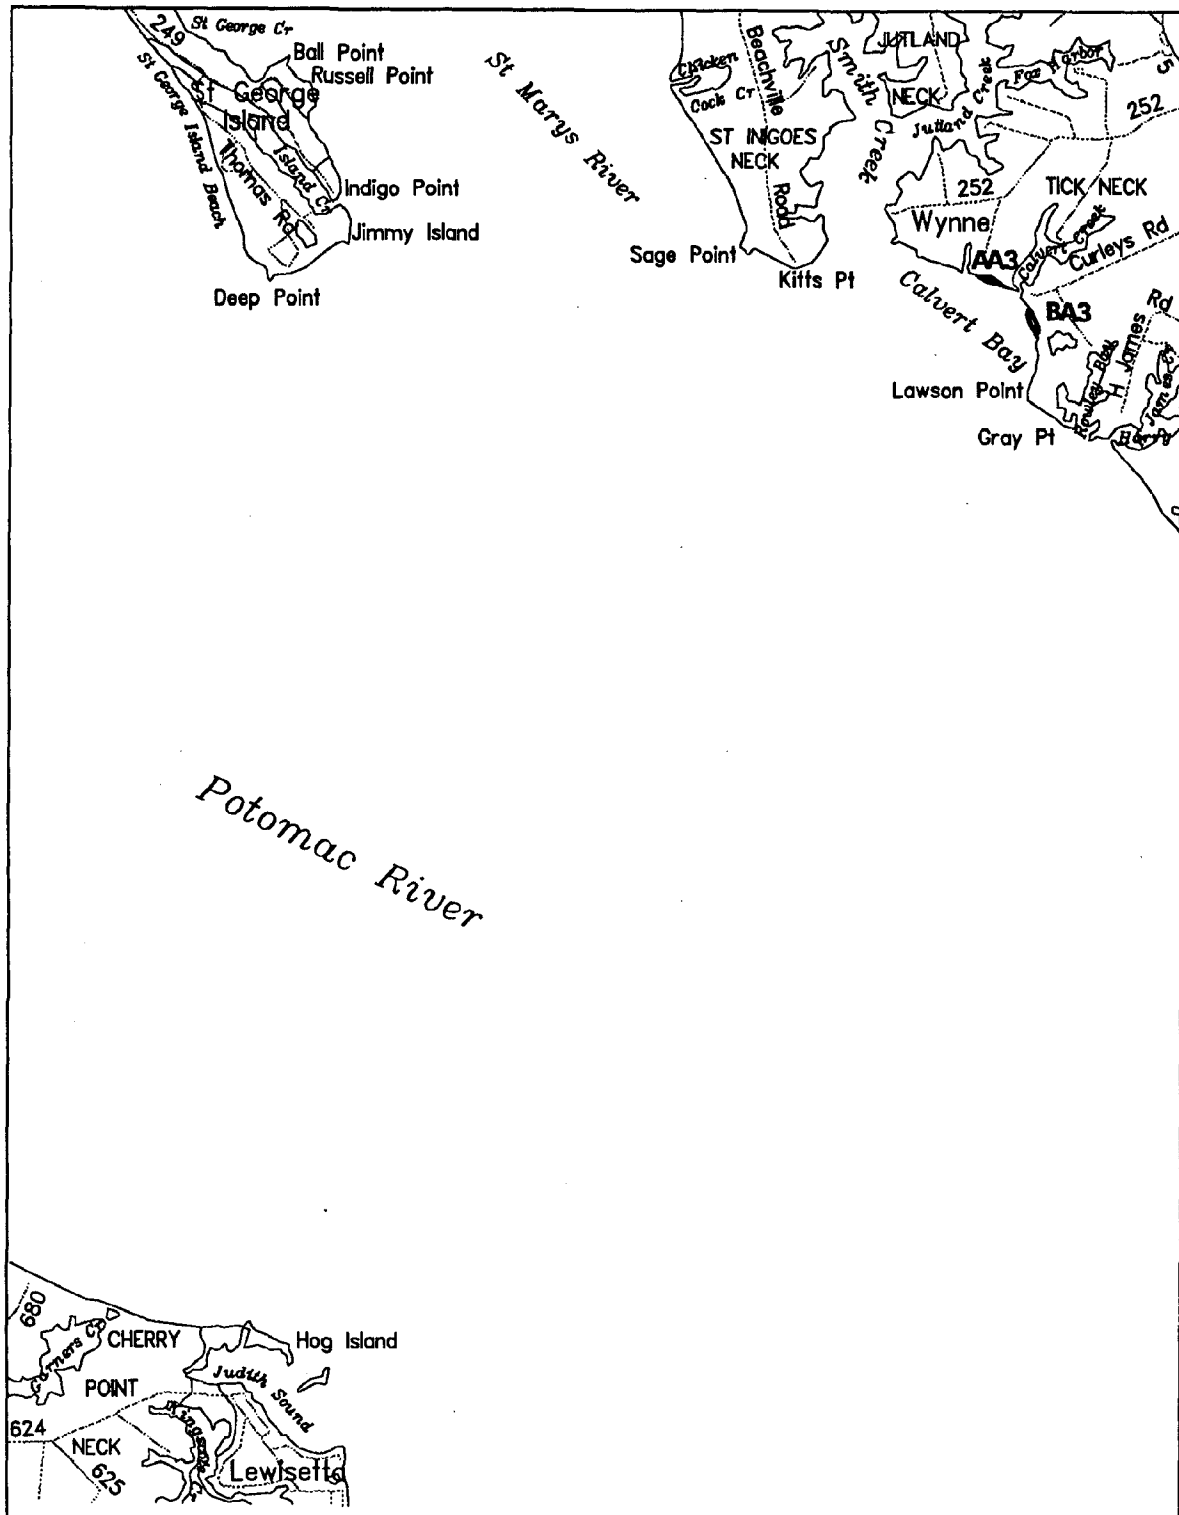 249
St George Cr
Ball Point
Russell Point
St George
Island
St George Island Beach
Thomas Rd
Island Cr
Indigo Point
Jimmy Island
Deep Point
St Marys River
Chicken
Cock Cr
Beachville
Road
ST INIGOES
NECK
Sage Point
Kitts Pt
Smith
Creek
JUTLAND
NECK
Jutland Creek
Fox Harbor
5
252
252
TICK NECK
Wynne
AA3
Calvert Creek
Curleys Rd
BA3
Calvert Bay
Lawson Point
Gray Pt
H James Rd
James
Potomac River
680
CHERRY
POINT
NECK
Hog Island
Judith Sound
624
625
Lewisetta